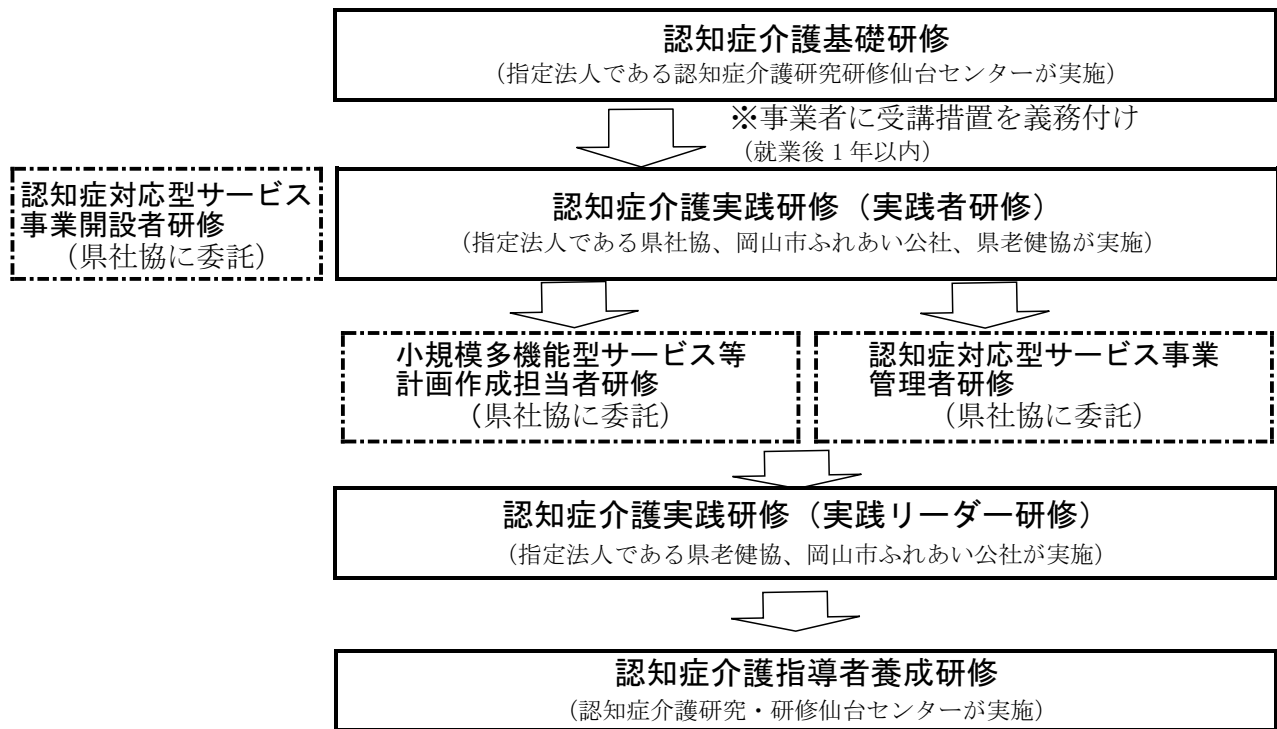 認知症介護基礎研修
（指定法人である認知症介護研究研修仙台センターが実施）
※事業者に受講措置を義務付け
（就業後１年以内）
認知症対応型サービス
事業開設者研修
（県社協に委託）
認知症介護実践研修（実践者研修）
（指定法人である県社協、岡山市ふれあい公社、県老健協が実施）
小規模多機能型サービス等
計画作成担当者研修
（県社協に委託）
認知症対応型サービス事業
管理者研修
（県社協に委託）
認知症介護実践研修（実践リーダー研修）
（指定法人である県老健協、岡山市ふれあい公社が実施）
認知症介護指導者養成研修
（認知症介護研究・研修仙台センターが実施）